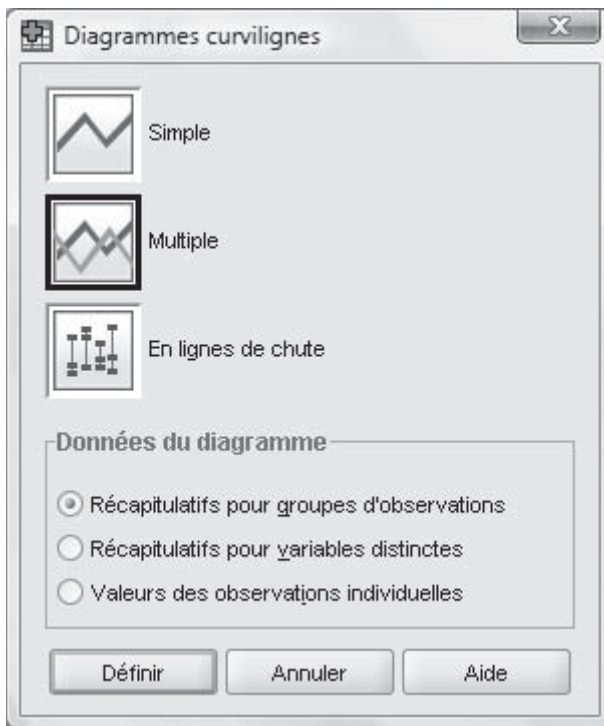 Diagrammes curvilignes
Simple
Multiple
En lignes de chute
Données du diagramme
Récapitulatifs pour groupes d'observations
Récapitulatifs pour variables distinctes
Valeurs des observations individuelles
Définir
Annuler
Aide